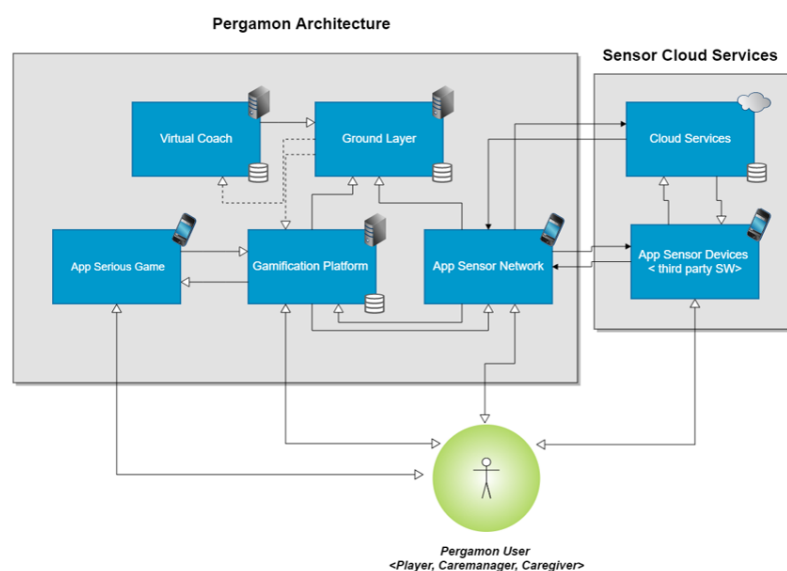 Pergamon Architecture
Sensor Cloud Services
Virtual Coach
Ground Layer
Cloud Services
App Serious Game
Gamification Platform
App Sensor Network
App Sensor Devices
< third party SW>
Pergamon User
<Player, Caremanager, Caregiver>